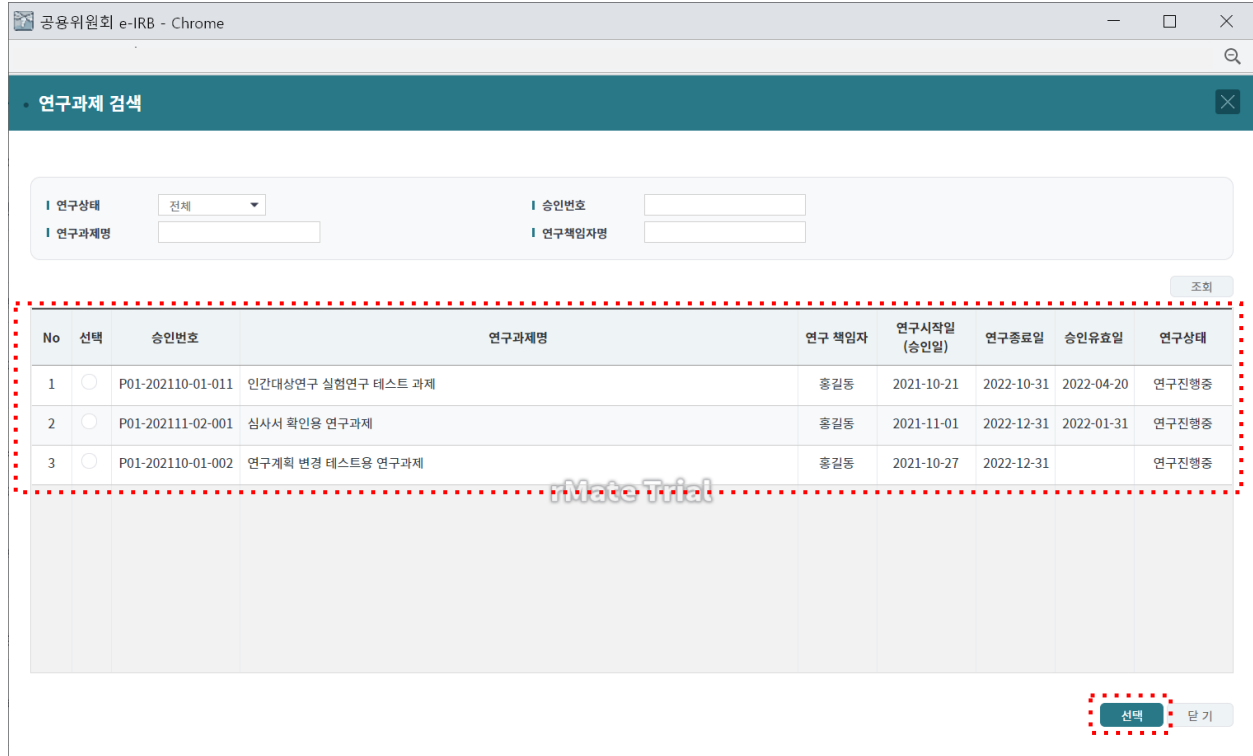 공용위원회 e-IRB - Chrome
연구과제 검색
연구상태 전체 승인번호
연구과제명 연구책임자명
조회
No 선택 승인번호 연구과제명 연구 책임자 연구시작일 (승인일) 연구종료일 승인유효일 연구상태
1 P01-202110-01-011 인간대상연구 실험연구 테스트 과제 홍길동 2021-10-21 2022-10-31 2022-04-20 연구진행중
2 P01-202111-02-001 심사서 확인용 연구과제 홍길동 2021-11-01 2022-12-31 2022-01-31 연구진행중
3 P01-202110-01-002 연구계획 변경 테스트용 연구과제 홍길동 2021-10-27 2022-12-31 연구진행중
rMate Trial
선택 닫 기